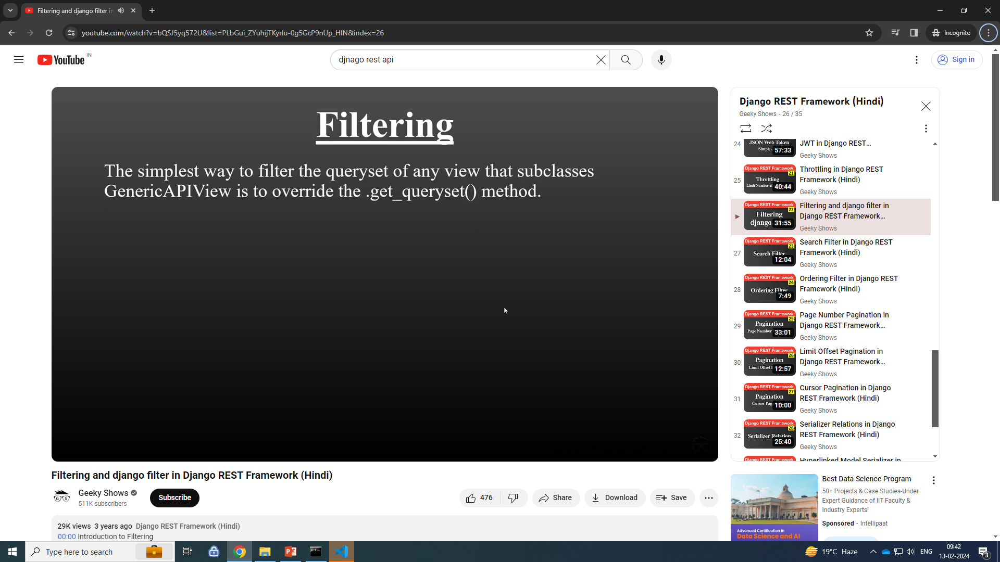 Filtering and django filter in
youtube.com/watch?v=bQSJ5yq572U&list=PLbGui_ZYuhijTKyrlu-0g5GcP9nUp_HIN&index=26
Incognito
YouTube IN
djnago rest api
Sign in
Filtering
The simplest way to filter the queryset of any view that subclasses
GenericAPIView is to override the .get_queryset() method.
Django REST Framework (Hindi)
Geeky Shows - 26 / 35
24
JSON Web Token
57:33
JWT in Django REST...
Geeky Shows
25
Django REST Framework
21
Throttling
Limit Number of
40:44
Throttling in Django REST
Framework (Hindi)
Geeky Shows
Django REST Framework
22
Filtering
django
31:55
Filtering and django filter in
Django REST Framework...
Geeky Shows
27
Django REST Framework
23
Search Filter
12:04
Search Filter in Django REST
Framework (Hindi)
Geeky Shows
28
Django REST Framework
24
Ordering Filter
7:49
Ordering Filter in Django REST
Framework (Hindi)
Geeky Shows
29
Django REST Framework
25
Pagination
Page Number
33:01
Page Number Pagination in
Django REST Framework...
Geeky Shows
30
Django REST Framework
26
Pagination
Limit Offset
12:57
Limit Offset Pagination in
Django REST Framework...
Geeky Shows
31
Django REST Framework
27
Pagination
Cursor Pag
10:00
Cursor Pagination in Django
REST Framework (Hindi)
Geeky Shows
32
Django REST Framework
28
Serializer Relation
25:40
Serializer Relations in Django
REST Framework (Hindi)
Geeky Shows
Django REST Framework
Hyperlinked Model Serializer in
Filtering and django filter in Django REST Framework (Hindi)
Geeky Shows
511K subscribers
Subscribe
476
Share
Download
Save
29K views 3 years ago Django REST Framework (Hindi)
00:00 Introduction to Filtering
Best Data Science Program
50+ Projects & Case Studies-Under
Expert Guidance of IIT Faculty &
Industry Experts!
Sponsored · Intellipaat
Advanced Certification in
Data Science and AI
Type here to search
19°C Haze
ENG
09:42
13-02-2024
3